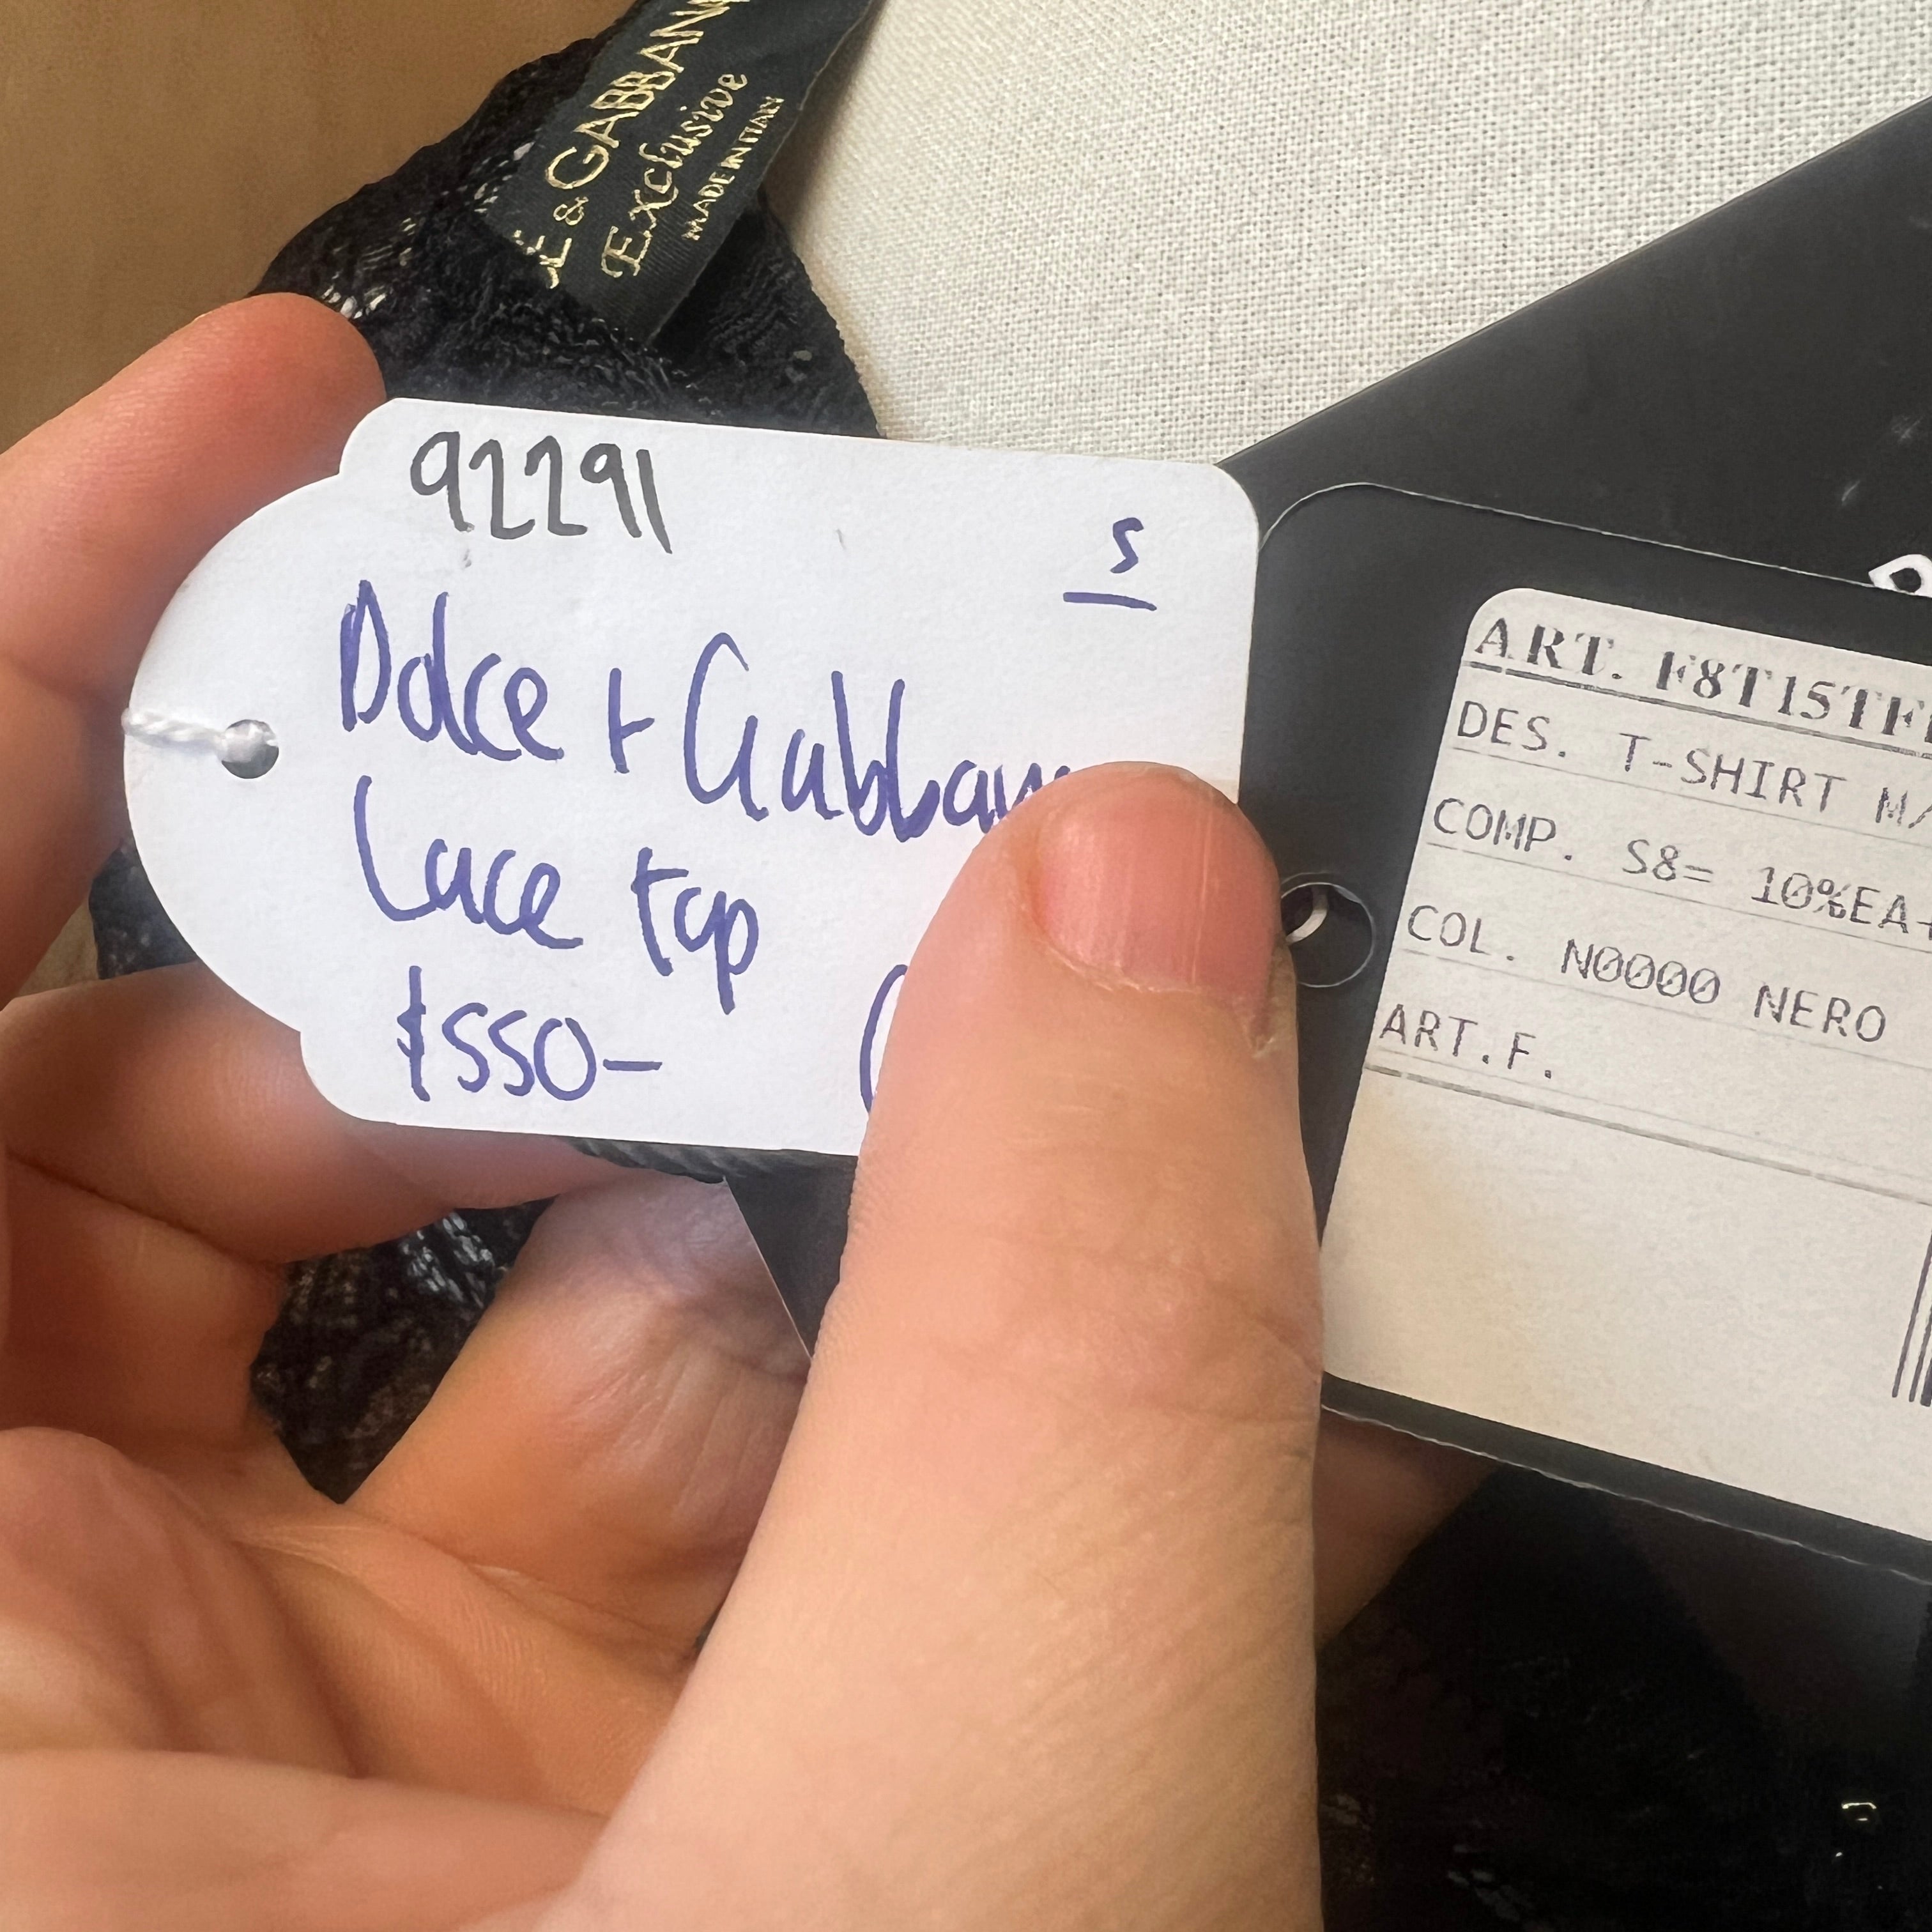 E & GABBAN
Exclusive
MADE IN ITALY
92291
S
Dolce + Gabban
Lace top
$550-
ART. F8T15TF
DES. T-SHIRT M/
COMP. S8= 10%EA+
COL. N0000 NERO
ART.F.